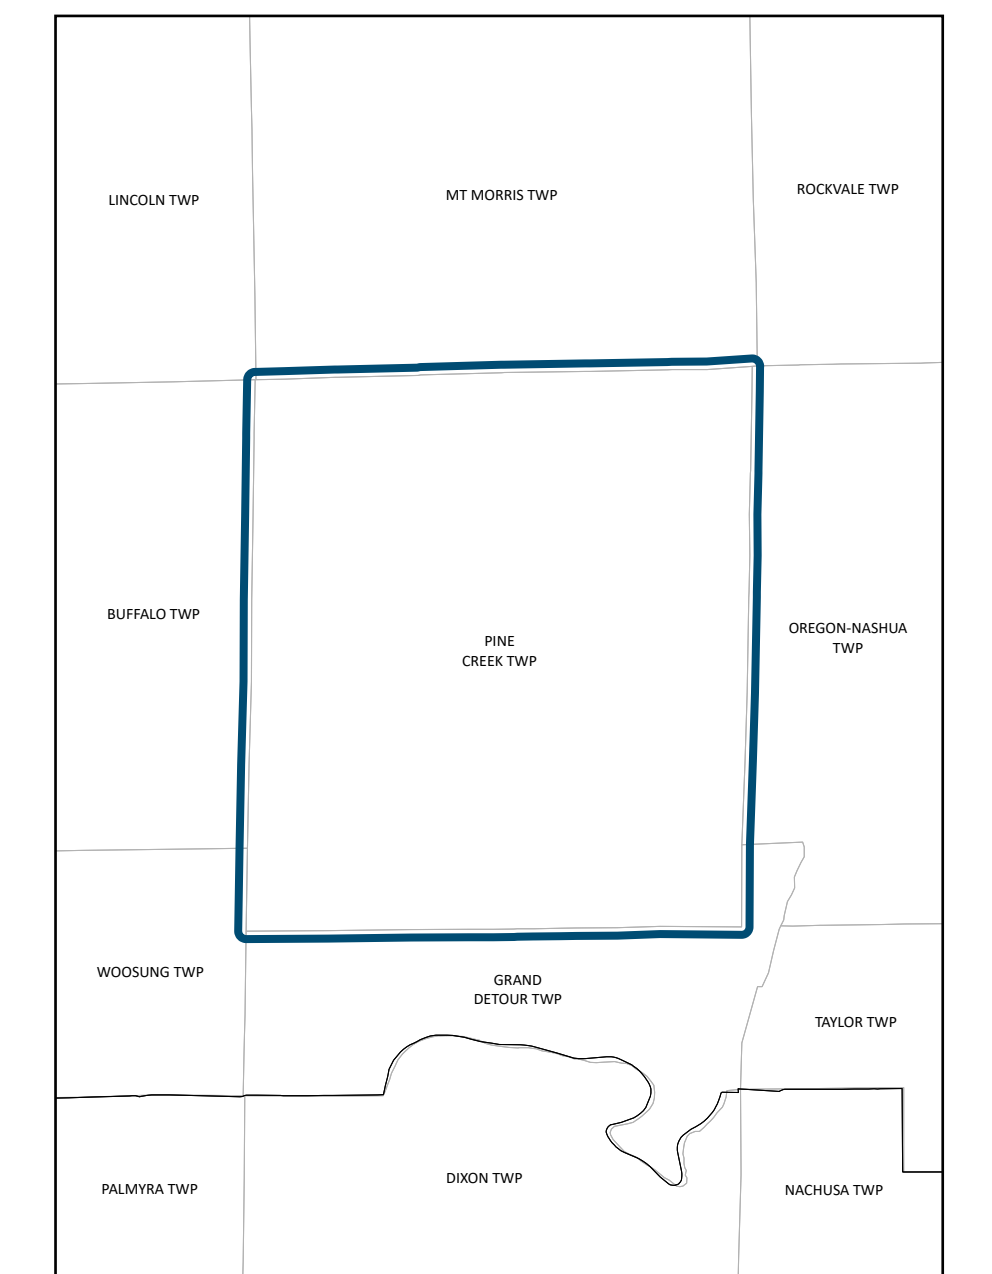 LINCOLN TWP
MT MORRIS TWP
ROCKVALE TWP
BUFFALO TWP
PINE
CREEK TWP
OREGON-NASHUA
TWP
WOOSUNG TWP
GRAND
DETOUR TWP
TAYLOR TWP
PALMYRA TWP
DIXON TWP
NACHUSA TWP